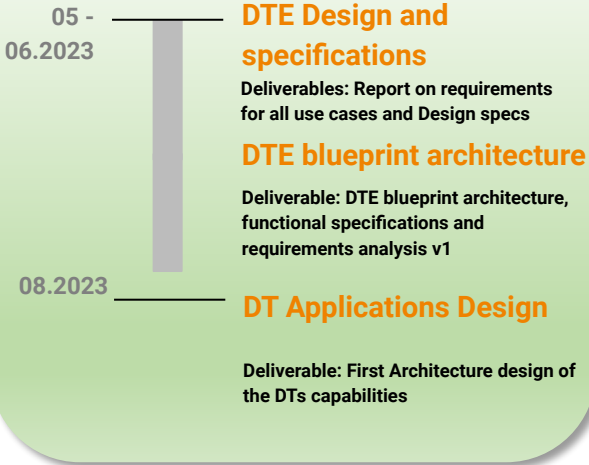 05 -
06.2023
DTE Design and
specifications
Deliverables: Report on requirements
for all use cases and Design specs
DTE blueprint architecture
Deliverable: DTE blueprint architecture,
functional specifications and
requirements analysis v1
08.2023
DT Applications Design
Deliverable: First Architecture design of
the DTs capabilities